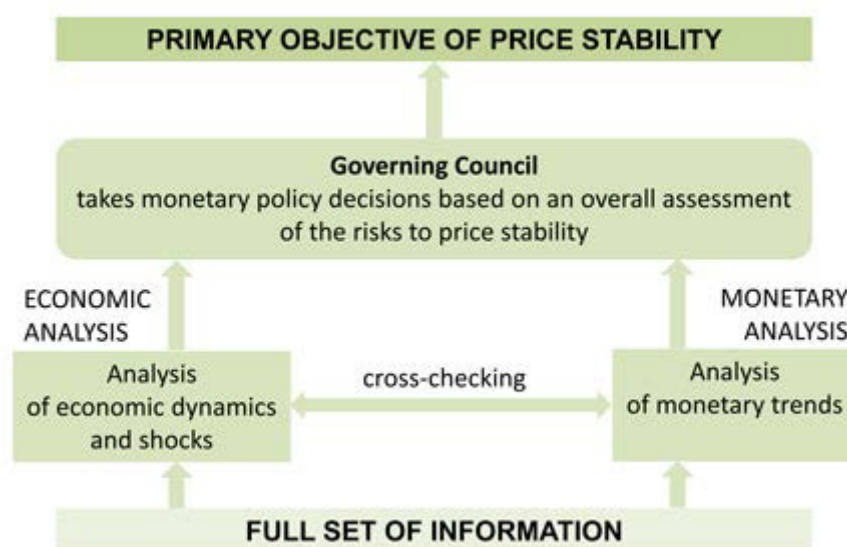 PRIMARY OBJECTIVE OF PRICE STABILITY
Governing Council
takes monetary policy decisions based on an overall assessment
of the risks to price stability
ECONOMIC
ANALYSIS
MONETARY
ANALYSIS
Analysis
of economic dynamics
and shocks
cross-checking
Analysis
of monetary trends
FULL SET OF INFORMATION